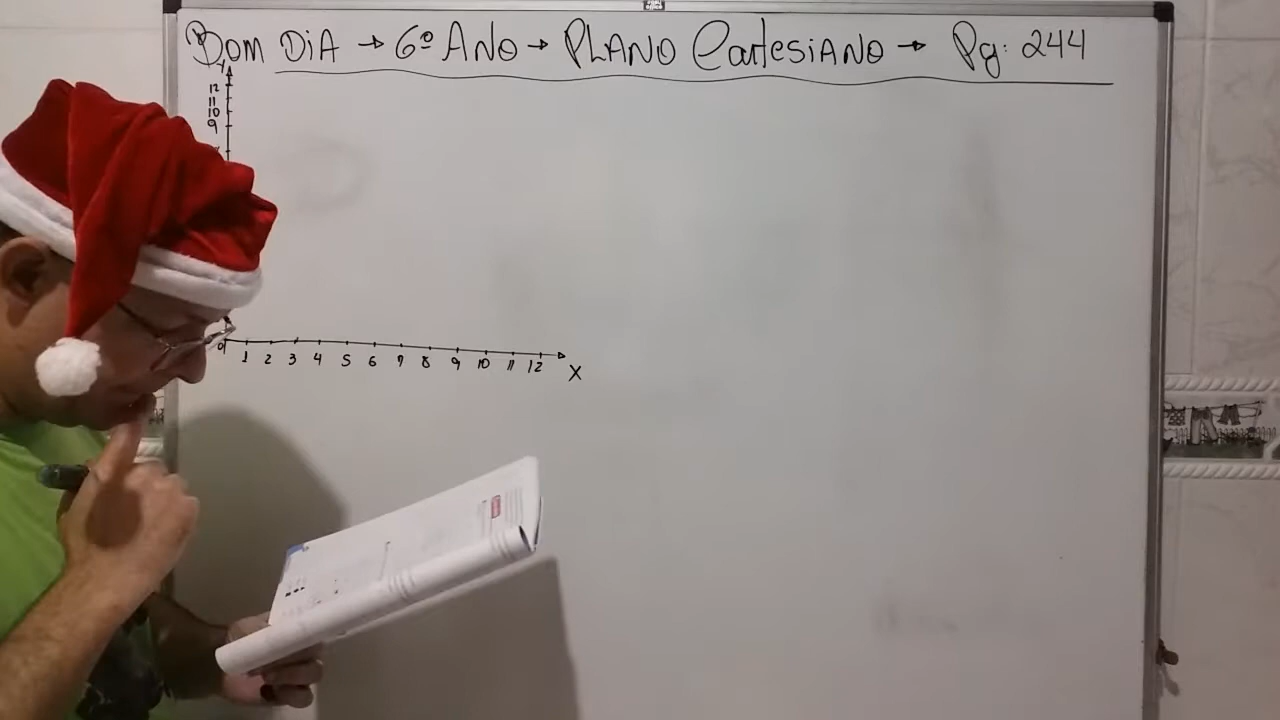 Bom DiA → 6º ANO → PLANO CartesiANO → Pg: 244
Y
12
11
10
9
0 1 2 3 4 5 6 7 8 9 10 11 12
X